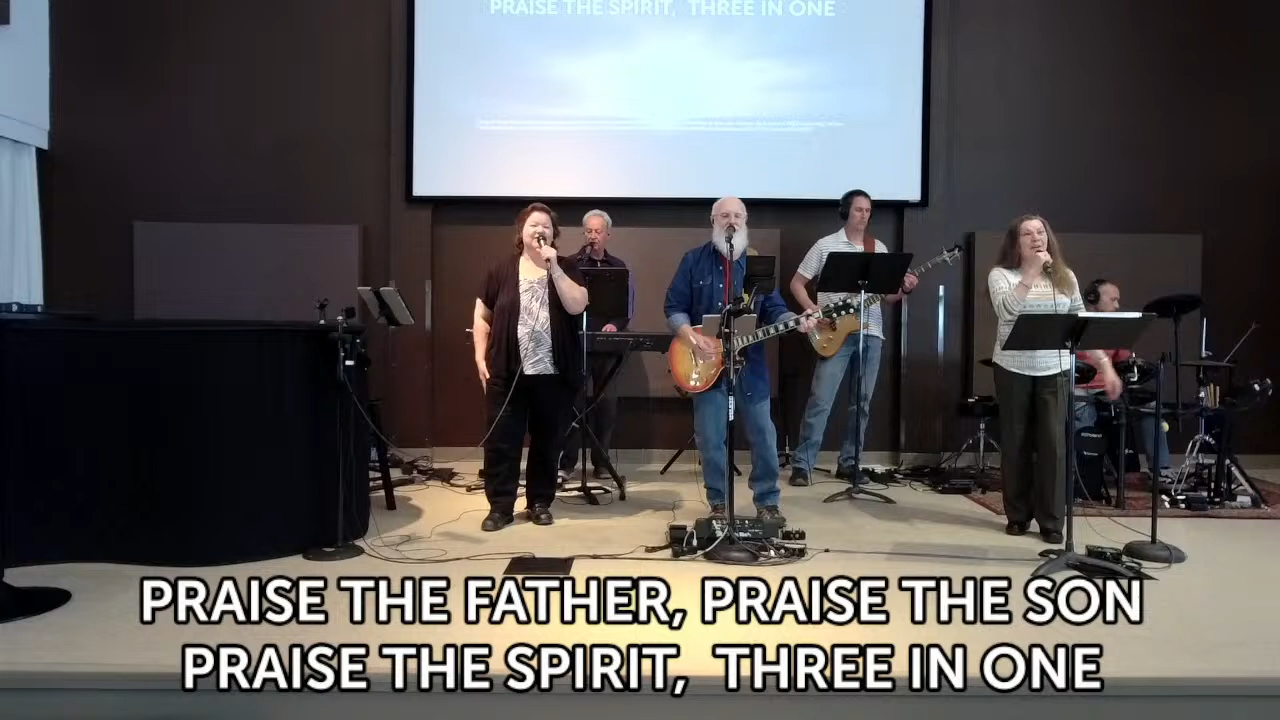 PRAISE THE SPIRIT, THREE IN ONE
PRAISE THE FATHER, PRAISE THE SON
PRAISE THE SPIRIT, THREE IN ONE